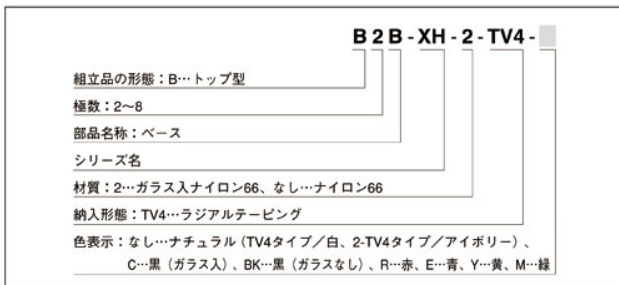 B 2 B - XH - 2 - TV4 -
組立品の形態：B…トップ型
極数：2〜8
部品名称：ベース
シリーズ名
材質：2…ガラス入ナイロン66、なし…ナイロン66
納入形態：TV4…ラジアルテーピング
色表示：なし…ナチュラル（TV4タイプ／白、2-TV4タイプ／アイボリー）、
C…黒（ガラス入）、BK…黒（ガラスなし）、R…赤、E…青、Y…黄、M…緑